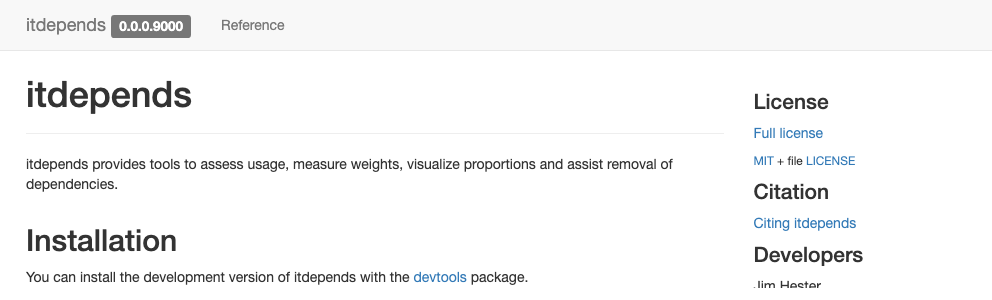 itdepends 0.0.0.9000 Reference
itdepends
itdepends provides tools to assess usage, measure weights, visualize proportions and assist removal of
dependencies.
Installation
You can install the development version of itdepends with the devtools package.
License
Full license
MIT + file LICENSE
Citation
Citing itdepends
Developers
Jim Hester